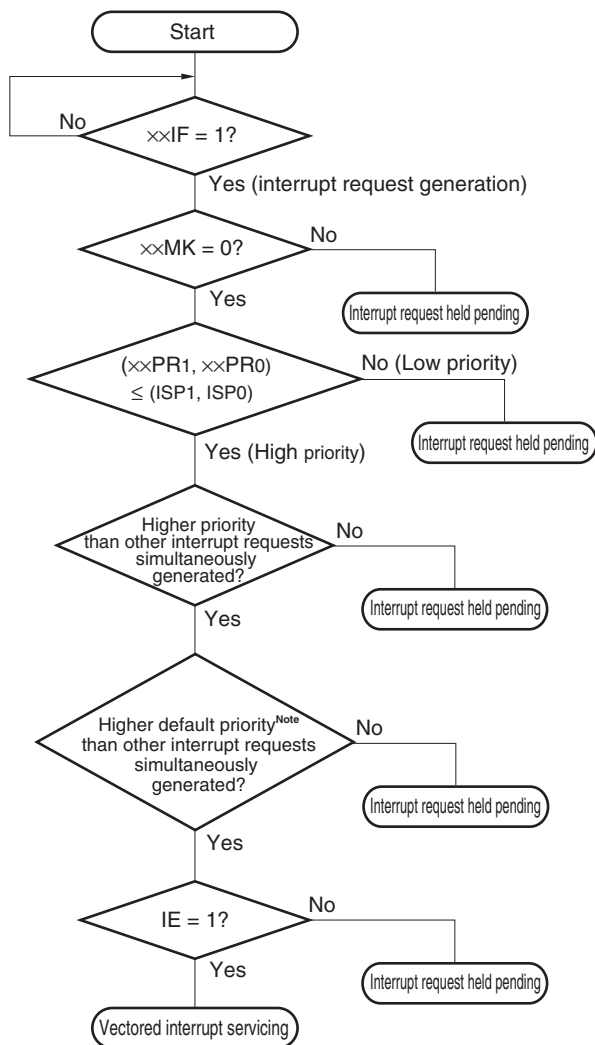 Start
No
××IF = 1?
Yes (interrupt request generation)
××MK = 0?
No
Interrupt request held pending
Yes
(××PR1, ××PR0)
≤ (ISP1, ISP0)
No (Low priority)
Interrupt request held pending
Yes (High priority)
Higher priority
than other interrupt requests
simultaneously
generated?
No
Interrupt request held pending
Yes
Higher default priorityNote
than other interrupt requests
simultaneously
generated?
No
Interrupt request held pending
Yes
IE = 1?
No
Interrupt request held pending
Yes
Vectored interrupt servicing